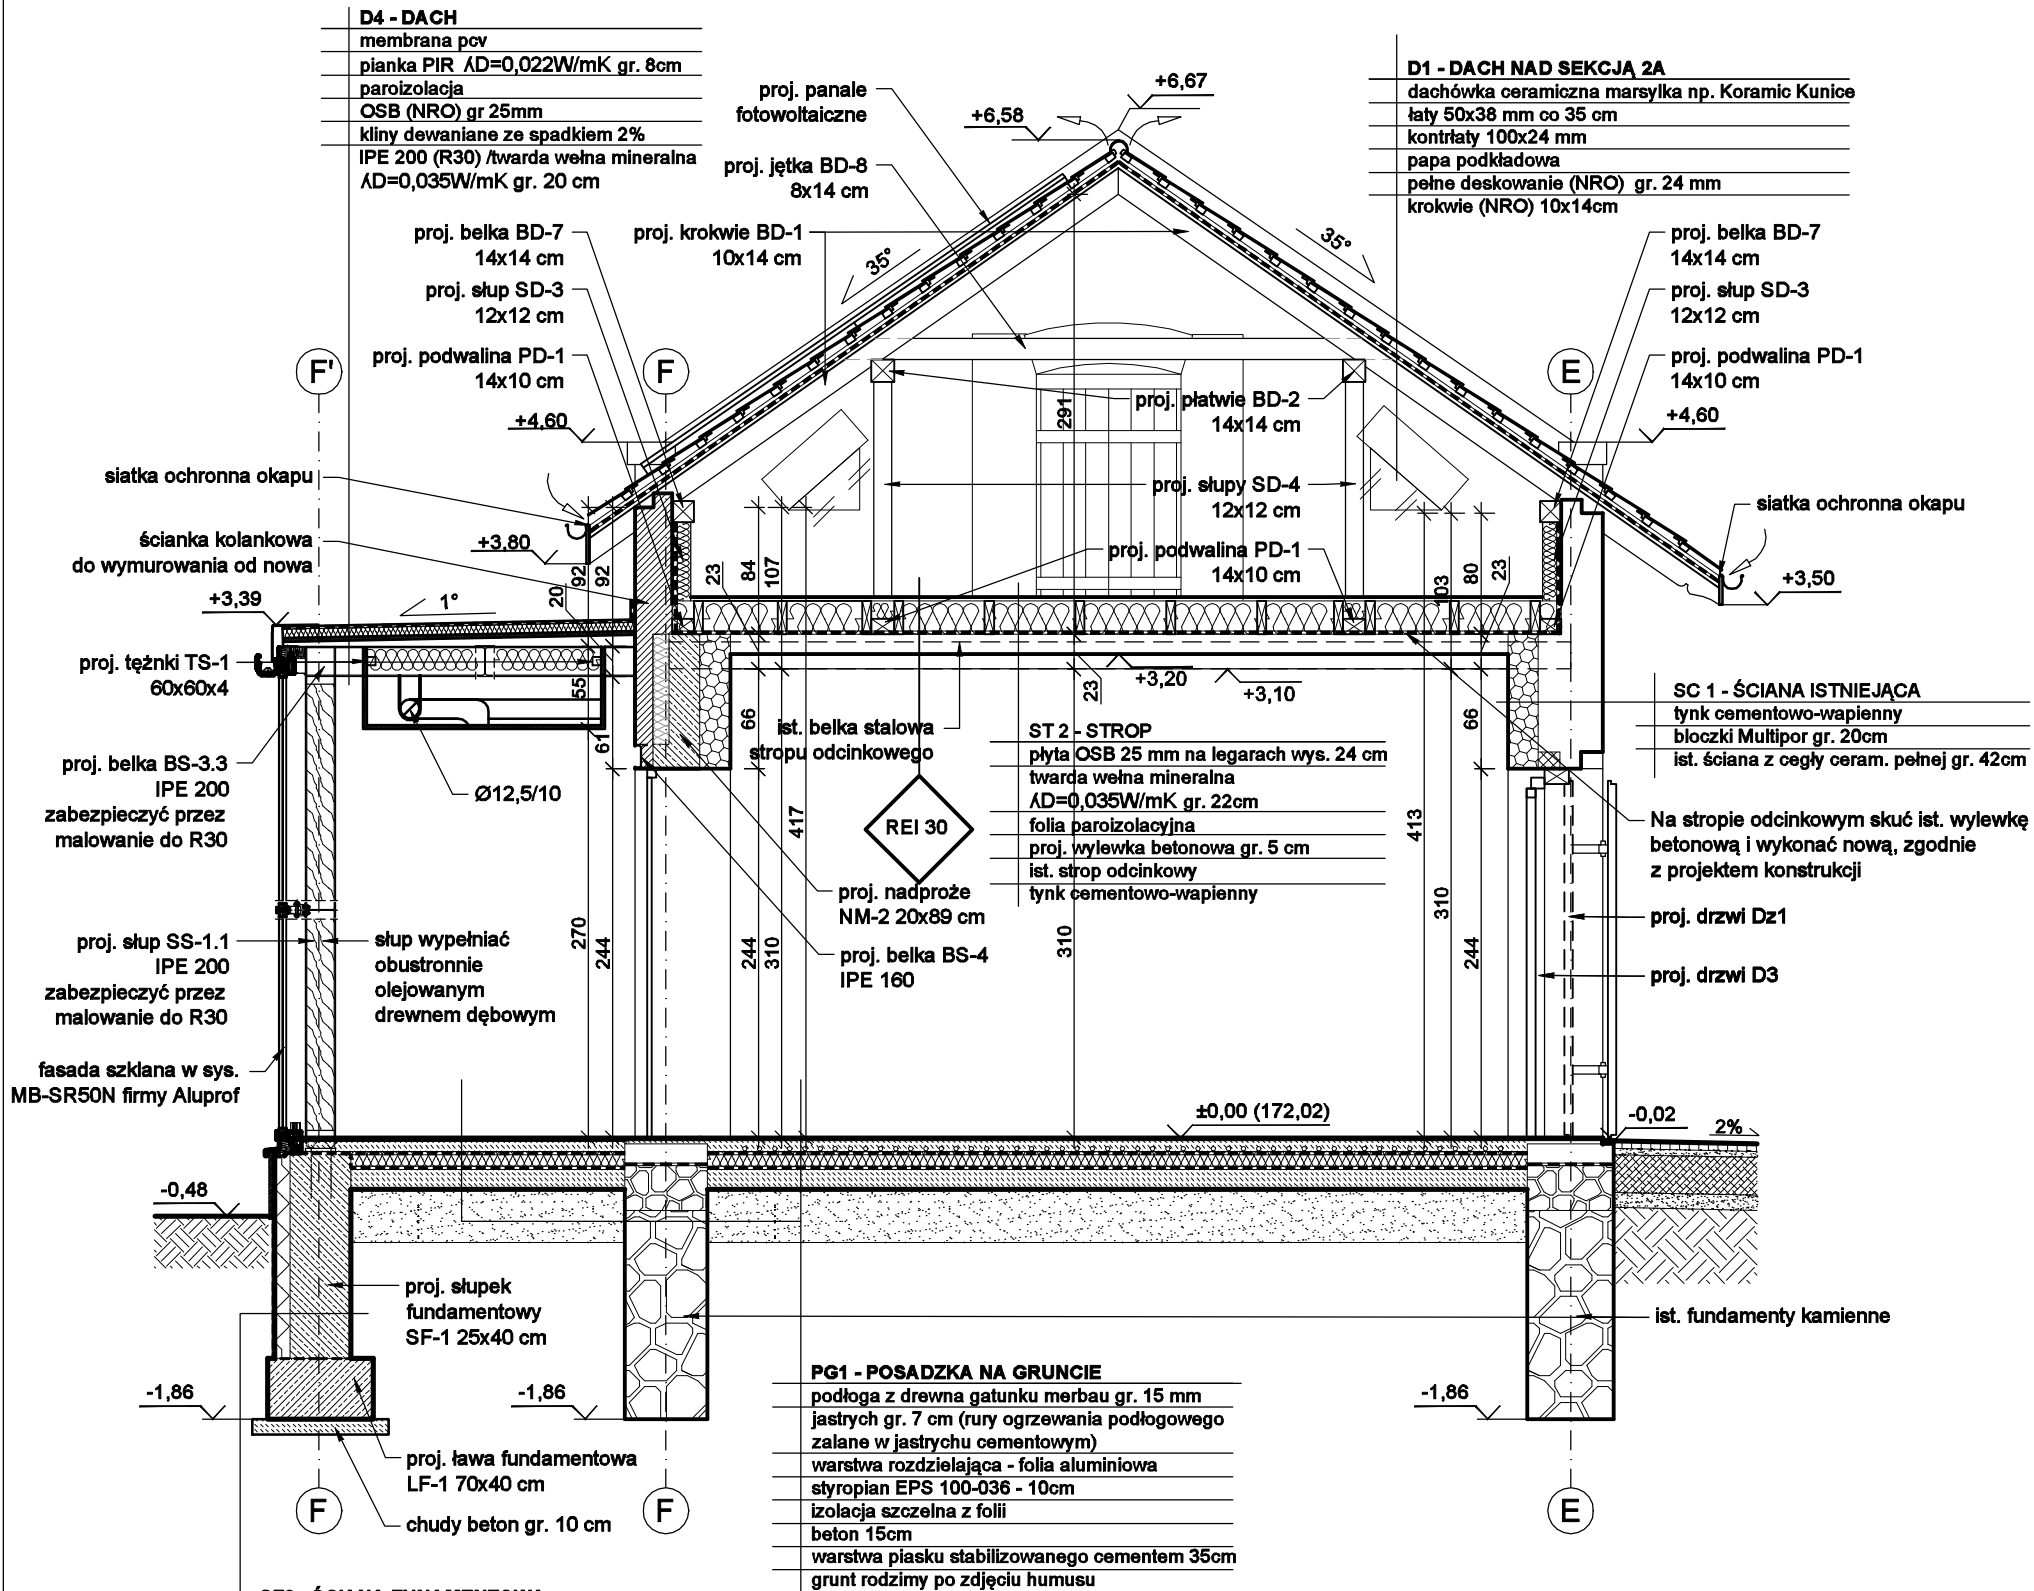 D4 - DACH
membrana pcv
pianka PIR ʎD=0,022W/mK gr. 8cm
paroizolacja
OSB (NRO) gr 25mm
kliny dewaniane ze spadkiem 2%
IPE 200 (R30) /twarda wełna mineralna
ʎD=0,035W/mK gr. 20 cm
proj. panale
fotowoltaiczne
+6,67
+6,58
proj. jętka BD-8
8x14 cm
D1 - DACH NAD SEKCJĄ 2A
dachówka ceramiczna marsylka np. Koramic Kunice
łaty 50x38 mm co 35 cm
kontrłaty 100x24 mm
papa podkładowa
pełne deskowanie (NRO) gr. 24 mm
krokwie (NRO) 10x14cm
proj. belka BD-7
14x14 cm
proj. krokwie BD-1
10x14 cm
35°
35°
proj. belka BD-7
14x14 cm
proj. słup SD-3
12x12 cm
proj. słup SD-3
12x12 cm
proj. podwalina PD-1
14x10 cm
proj. podwalina PD-1
14x10 cm
F'
F
E
+4,60
291
proj. płatwie BD-2
14x14 cm
+4,60
siatka ochronna okapu
proj. słupy SD-4
12x12 cm
siatka ochronna okapu
ścianka kolankowa
do wymurowania od nowa
+3,80
92
92
20
23
84
107
proj. podwalina PD-1
14x10 cm
103
80
23
+3,50
+3,39
1°
proj. tężnki TS-1
60x60x4
55
61
66
23
+3,20
+3,10
66
ist. belka stalowa
stropu odcinkowego
ST 2 - STROP
płyta OSB 25 mm na legarach wys. 24 cm
twarda wełna mineralna
ʎD=0,035W/mK gr. 22cm
folia paroizolacyjna
proj. wylewka betonowa gr. 5 cm
ist. strop odcinkowy
tynk cementowo-wapienny
SC 1 - ŚCIANA ISTNIEJĄCA
tynk cementowo-wapienny
bloczki Multipor gr. 20cm
ist. ściana z cegły ceram. pełnej gr. 42cm
proj. belka BS-3.3
IPE 200
zabezpieczyć przez
malowanie do R30
Ø12,5/10
417
REI 30
413
Na stropie odcinkowym skuć ist. wylewkę
betonową i wykonać nową, zgodnie
z projektem konstrukcji
proj. nadproże
NM-2 20x89 cm
proj. belka BS-4
IPE 160
proj. słup SS-1.1
IPE 200
zabezpieczyć przez
malowanie do R30
słup wypełniać
obustronnie
olejowanym
drewnem dębowym
270
244
244
310
310
310
244
proj. drzwi Dz1
proj. drzwi D3
fasada szklana w sys.
MB-SR50N firmy Aluprof
±0,00 (172,02)
-0,02
2%
-0,48
proj. słupek
fundamentowy
SF-1 25x40 cm
ist. fundamenty kamienne
-1,86
-1,86
-1,86
proj. ława fundamentowa
LF-1 70x40 cm
chudy beton gr. 10 cm
F
F
E
PG1 - POSADZKA NA GRUNCIE
podłoga z drewna gatunku merbau gr. 15 mm
jastrych gr. 7 cm (rury ogrzewania podłogowego
zalane w jastrychu cementowym)
warstwa rozdzielająca - folia aluminiowa
styropian EPS 100-036 - 10cm
izolacja szczelna z folii
beton 15cm
warstwa piasku stabilizowanego cementem 35cm
grunt rodzimy po zdjęciu humusu